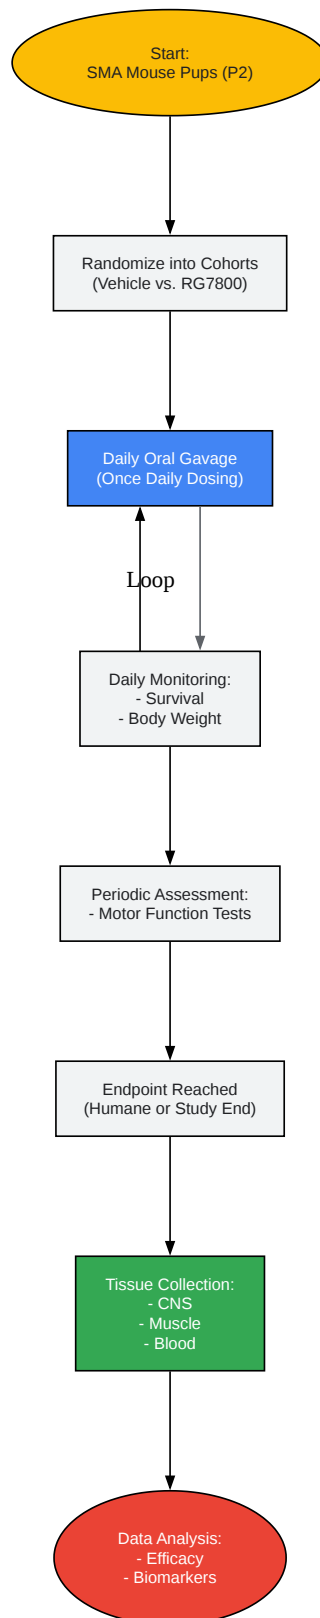 Start:
SMA Mouse Pups (P2)
Randomize into Cohorts
(Vehicle vs. RG7800)
Daily Oral Gavage
(Once Daily Dosing)
Loop
Daily Monitoring:
- Survival
- Body Weight
Periodic Assessment:
- Motor Function Tests
Endpoint Reached
(Humane or Study End)
Tissue Collection:
- CNS
- Muscle
- Blood
Data Analysis:
- Efficacy
- Biomarkers